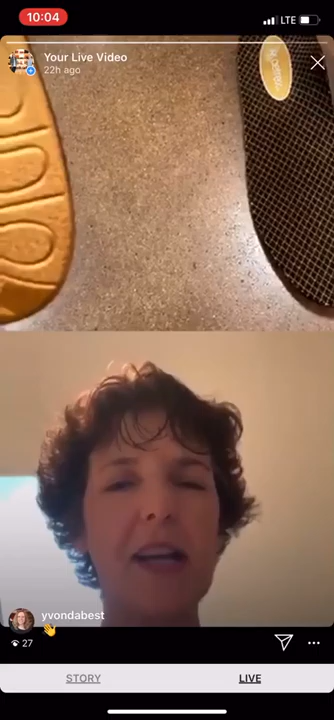 10:04
LTE
Your Live Video
22h ago
yvondabest
👋
27
STORY
LIVE